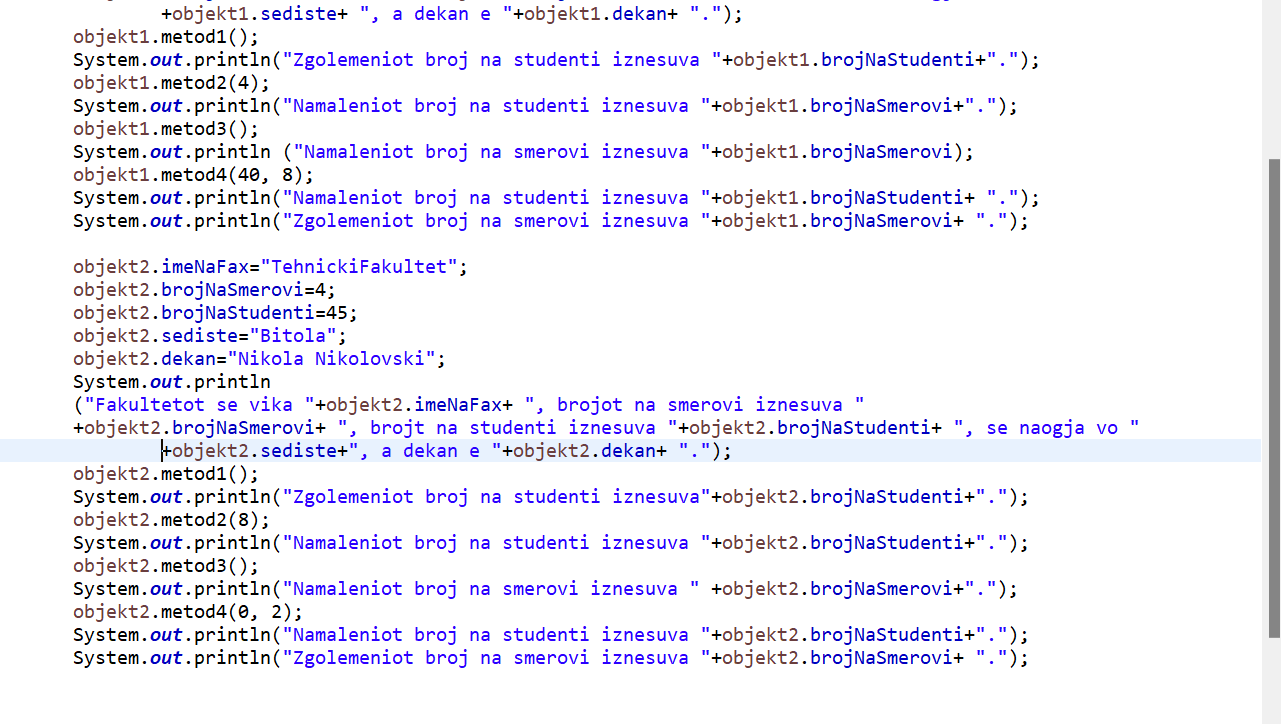 +objekt1.sediste+ ", a dekan e "+objekt1.dekan+ ".");
objekt1.metod1();
System.out.println("Zgolemeniot broj na studenti iznesuva "+objekt1.brojNaStudenti+".");
objekt1.metod2(4);
System.out.println("Namaleniot broj na studenti iznesuva "+objekt1.brojNaSmerovi+".");
objekt1.metod3();
System.out.println ("Namaleniot broj na smerovi iznesuva "+objekt1.brojNaSmerovi);
objekt1.metod4(40, 8);
System.out.println("Namaleniot broj na studenti iznesuva "+objekt1.brojNaStudenti+ ".");
System.out.println("Zgolemeniot broj na smerovi iznesuva "+objekt1.brojNaSmerovi+ ".");
objekt2.imeNaFax="TehnickiFakultet";
objekt2.brojNaSmerovi=4;
objekt2.brojNaStudenti=45;
objekt2.sediste="Bitola";
objekt2.dekan="Nikola Nikolovski";
System.out.println
("Fakultetot se vika "+objekt2.imeNaFax+ ", brojot na smerovi iznesuva "
+objekt2.brojNaSmerovi+ ", brojt na studenti iznesuva "+objekt2.brojNaStudenti+ ", se naogja vo "
+objekt2.sediste+", a dekan e "+objekt2.dekan+ ".");
objekt2.metod1();
System.out.println("Zgolemeniot broj na studenti iznesuva"+objekt2.brojNaStudenti+".");
objekt2.metod2(8);
System.out.println("Namaleniot broj na studenti iznesuva "+objekt2.brojNaStudenti+".");
objekt2.metod3();
System.out.println("Namaleniot broj na smerovi iznesuva " +objekt2.brojNaSmerovi+".");
objekt2.metod4(0, 2);
System.out.println("Namaleniot broj na studenti iznesuva "+objekt2.brojNaStudenti+".");
System.out.println("Zgolemeniot broj na smerovi iznesuva "+objekt2.brojNaSmerovi+ ".");